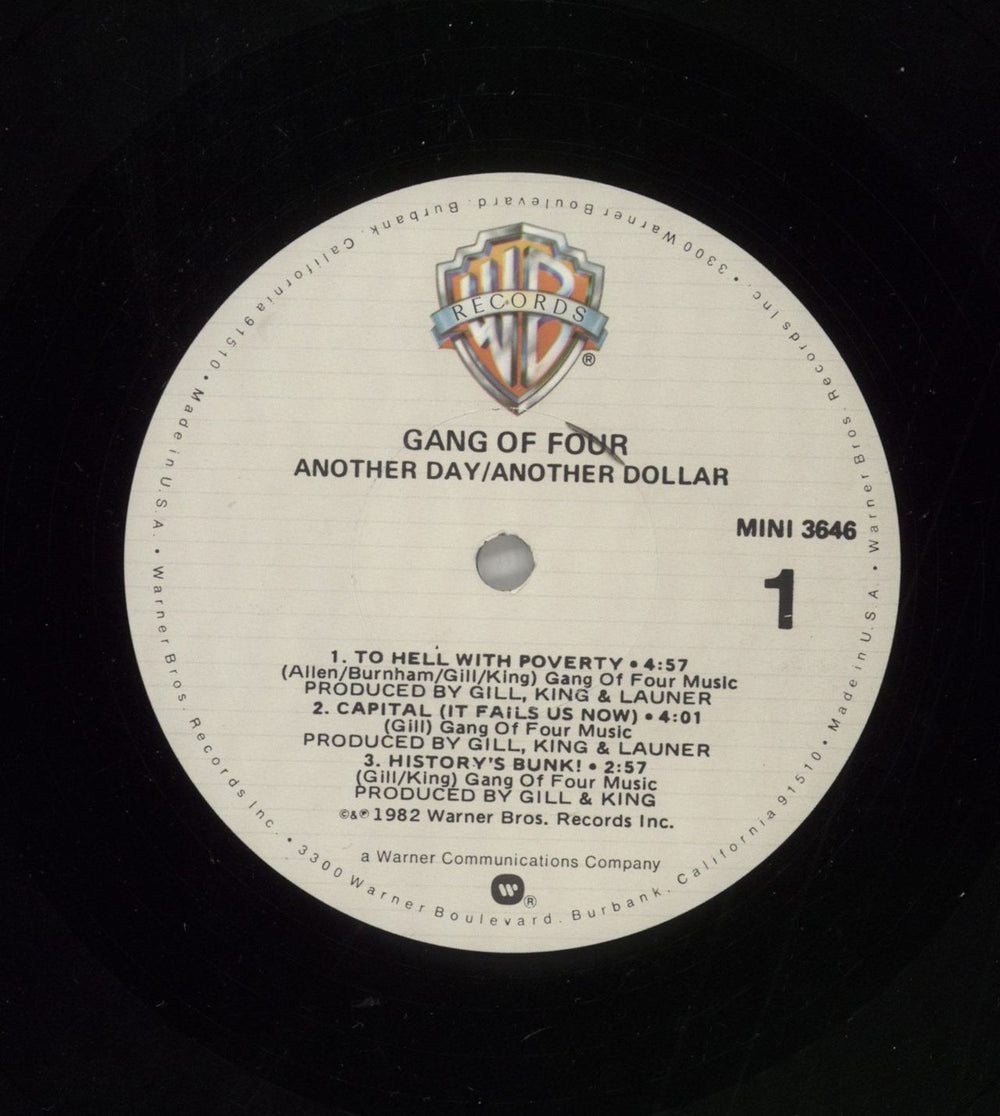 3300 Warner Boulevard. Burbank, California 91510 • Made in U.S.A. • Warner Bros. Records Inc. • 3300 Warner Boulevard. Burbank, California 91510 • Made in U.S.A. • Warner Bros. Records Inc. •
WB
RECORDS
®
GANG OF FOUR
ANOTHER DAY/ANOTHER DOLLAR
MINI 3646
1
1. TO HELL WITH POVERTY • 4:57
(Allen/Burnham/Gill/King) Gang Of Four Music
PRODUCED BY GILL, KING & LAUNER
2. CAPITAL (IT FAILS US NOW) • 4:01
(Gill) Gang Of Four Music
PRODUCED BY GILL, KING & LAUNER
3. HISTORY'S BUNK! • 2:57
(Gill/King) Gang Of Four Music
PRODUCED BY GILL & KING
©&℗ 1982 Warner Bros. Records Inc.
a Warner Communications Company
W ®